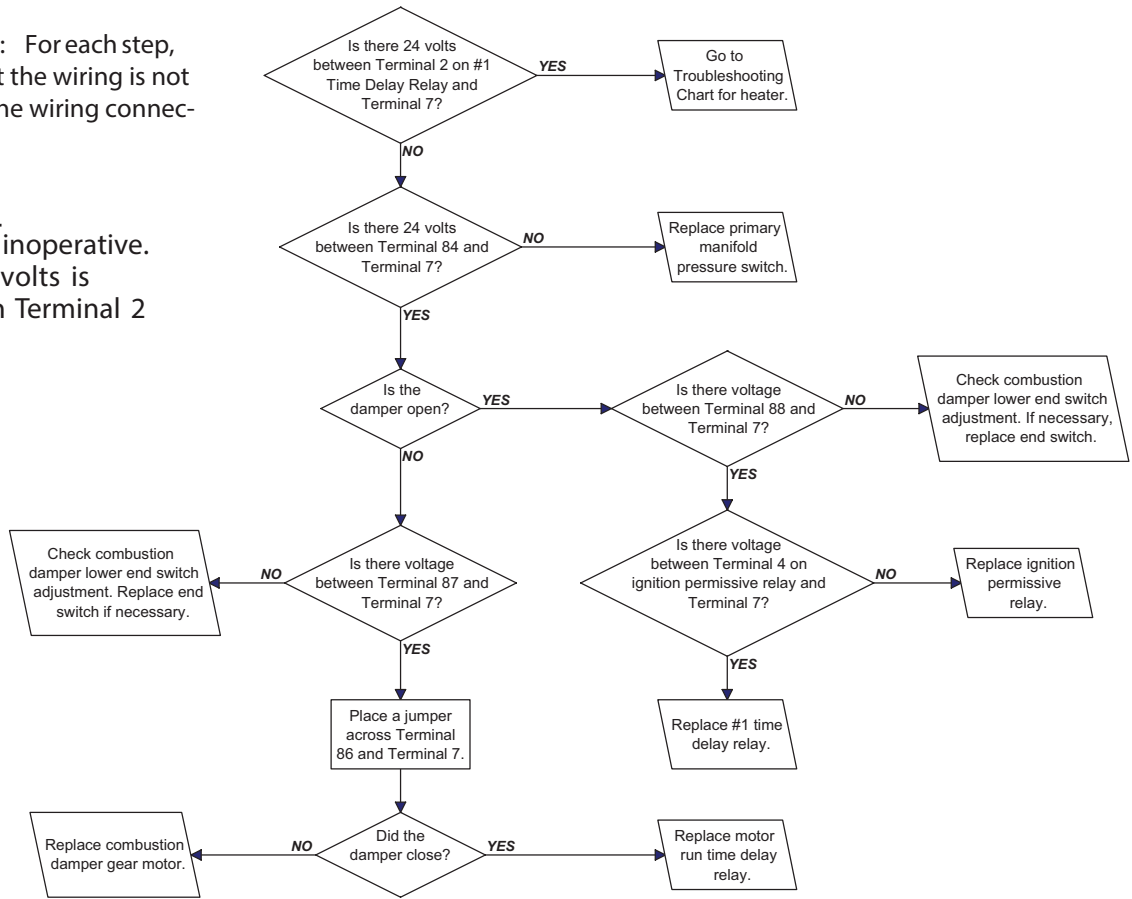 : For each step,
t the wiring is not
ne wiring connec-
inoperative.
volts is
n Terminal 2
Is there 24 volts
between Terminal 2 on #1
Time Delay Relay and
Terminal 7?
YES
Go to
Troubleshooting
Chart for heater.
NO
Is there 24 volts
between Terminal 84 and
Terminal 7?
NO
Replace primary
manifold
pressure switch.
YES
Is the
damper open?
YES
Is there voltage
between Terminal 88 and
Terminal 7?
NO
Check combustion
damper lower end switch
adjustment. If necessary,
replace end switch.
NO
YES
Check combustion
damper lower end switch
adjustment. Replace end
switch if necessary.
NO
Is there voltage
between Terminal 87 and
Terminal 7?
Is there voltage
between Terminal 4 on
ignition permissive relay and
Terminal 7?
NO
Replace ignition
permissive
relay.
YES
YES
Place a jumper
across Terminal
86 and Terminal 7.
Replace #1 time
delay relay.
Replace combustion
damper gear motor.
NO
Did the
damper close?
YES
Replace motor
run time delay
relay.